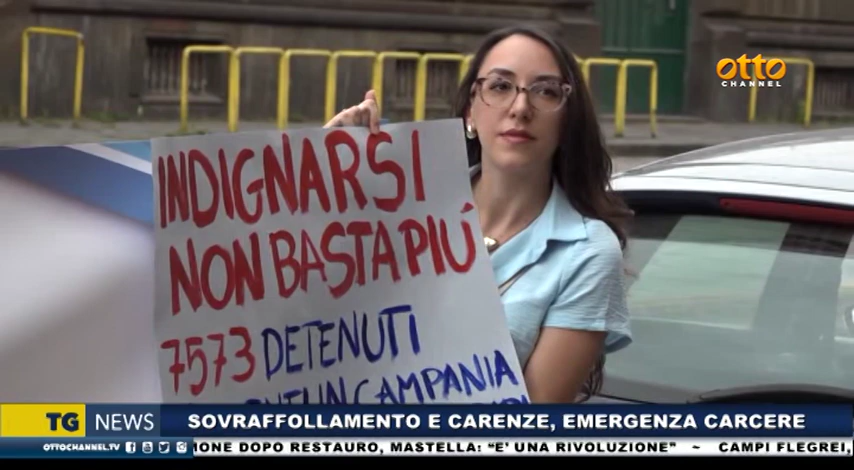 otto
CHANNEL
INDIGNARSI
NON BASTA PIÚ
7573 DETENUTI
CAMPANIA
TG NEWS
SOVRAFFOLLAMENTO E CARENZE, EMERGENZA CARCERE
OTTOCHANNEL.TV
IONE DOPO RESTAURO, MASTELLA: “E’ UNA RIVOLUZIONE” ~ CAMPI FLEGREI,